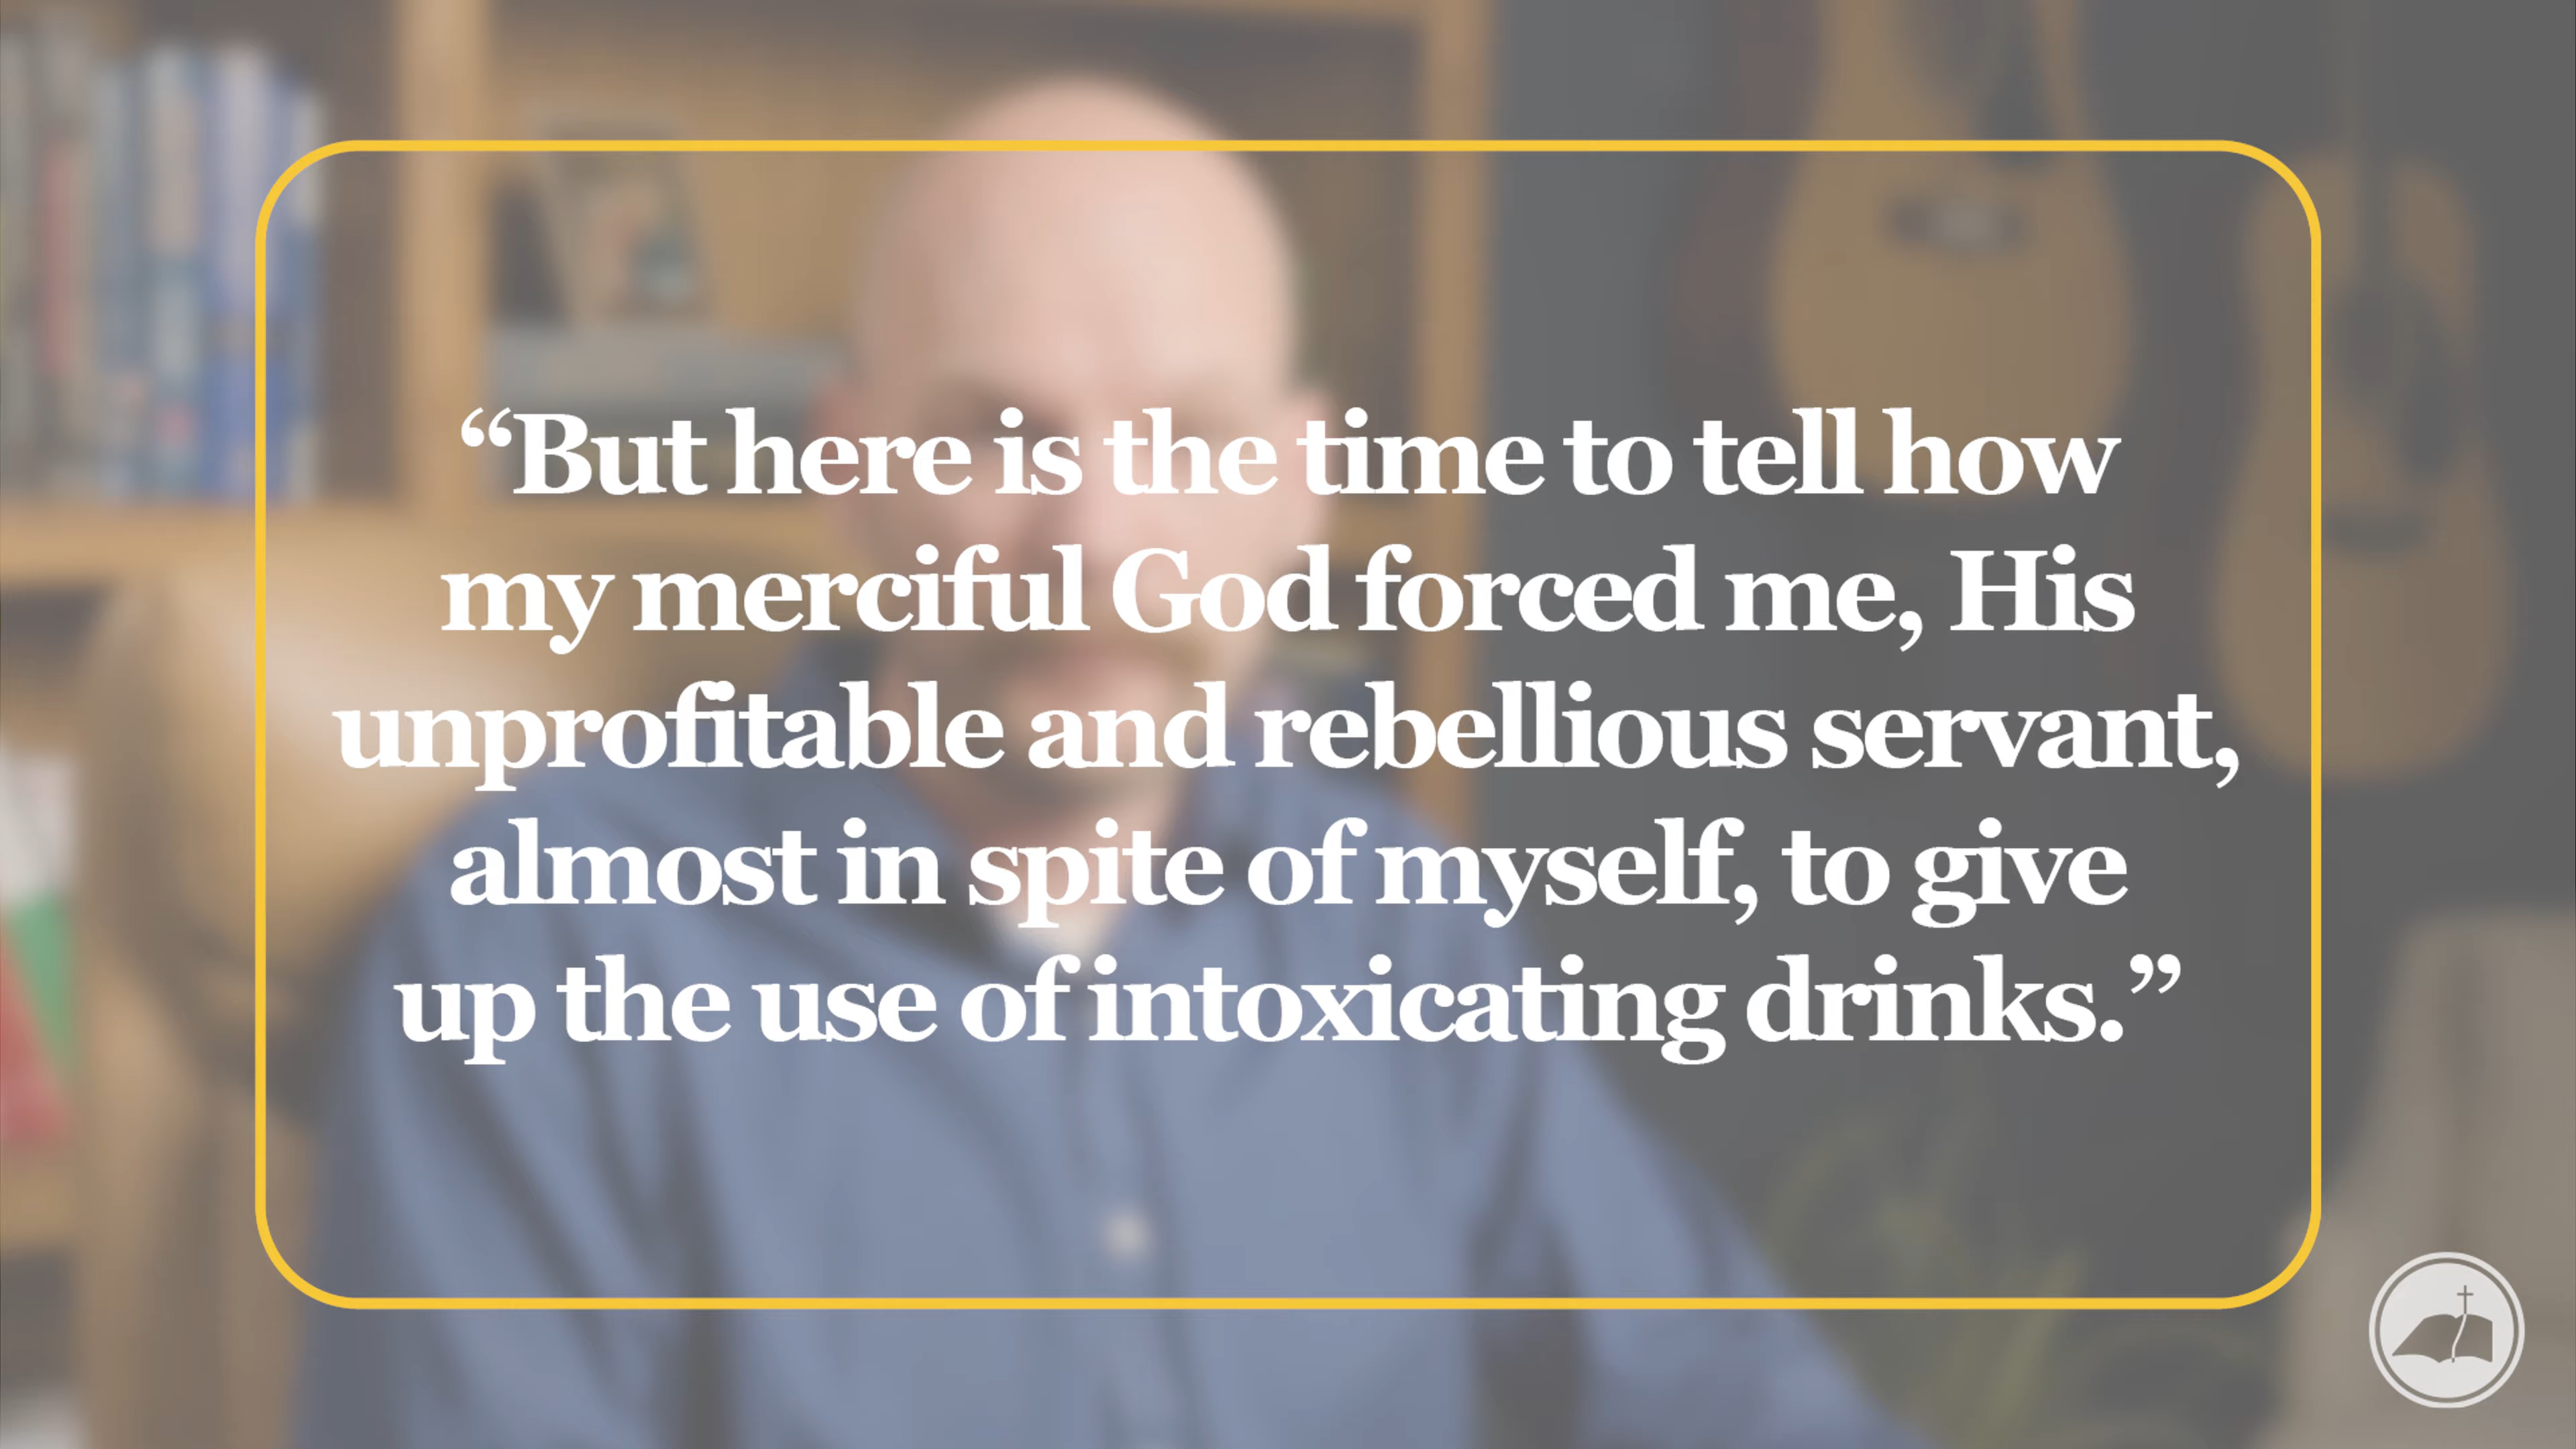 “But here is the time to tell how
my merciful God forced me, His
unprofitable and rebellious servant,
almost in spite of myself, to give
up the use of intoxicating drinks.”